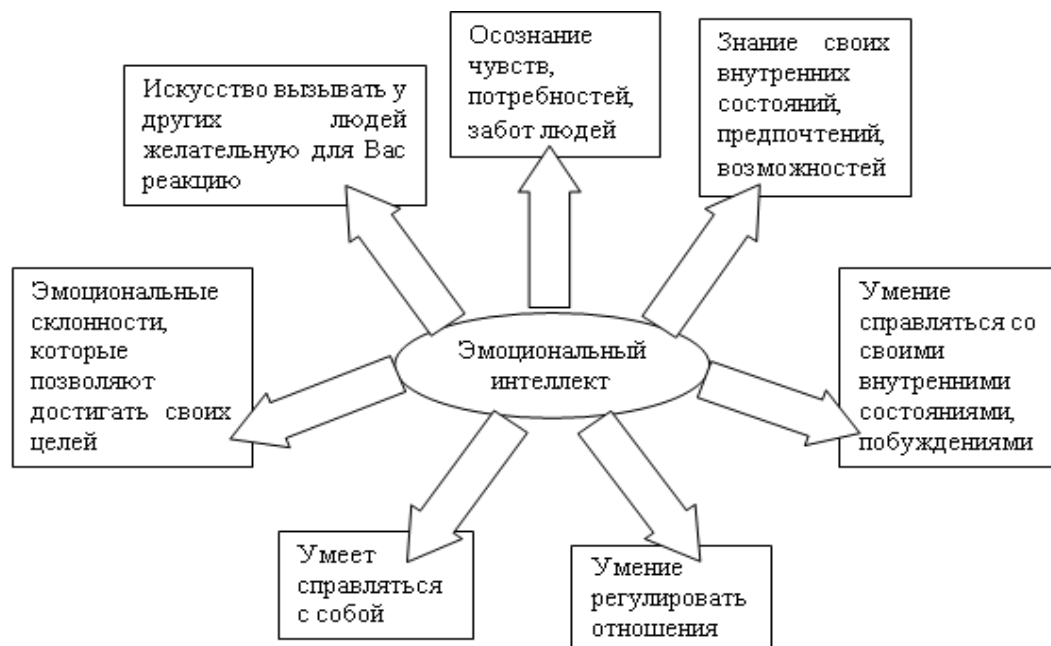 Осознание
чувств,
потребностей,
забот людей
Знание своих
внутренних
состояний,
предпочтений,
возможностей
Искусство вызывать у
других людей
желательную для Вас
реакцию
Эмоциональные
склонности,
которые
позволяют
достигать своих
целей
Эмоциональный
интеллект
Умение
справляться со
своими
внутренними
состояниями,
побуждениями
Умеет
справляться
с собой
Умение
регулировать
отношения